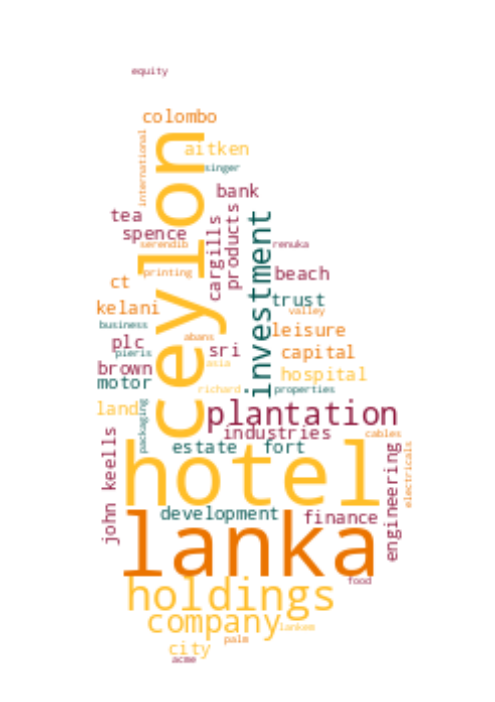 equity
colombo
international
aitken
singer
ceylon
bank
tea
cargills
products
investment
spence
serendib
renuka
printing
beach
ct
trust
kelani
valley
business
leisure
abans
plc
sri
capital
pieris
asia
brown
hospital
motor
richard
properties
land
packaging
plantation
industries
cables
john keells
estate
fort
hotel
engineering
electricals
development
finance
lanka
food
holdings
company
lankem
palm
city
acme